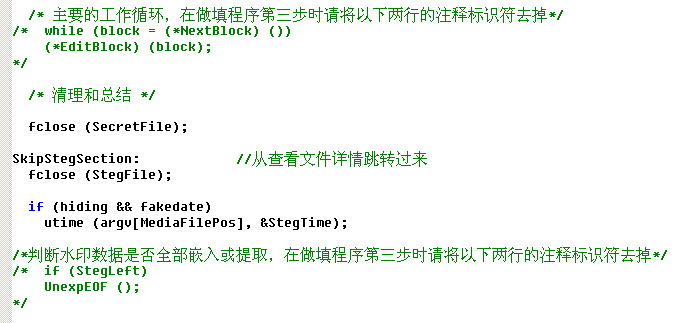 /* 主要的工作循环，在做填程序第三步时请将以下两行的注释标识符去掉*/
/*  while (block = (*NextBlock) ())
    (*EditBlock) (block);
*/
/* 清理和总结 */
fclose (SecretFile);
SkipStegSection:            //从查看文件详情跳转过来
fclose (StegFile);
if (hiding && fakedate)
utime (argv[MediaFilePos], &StegTime);
/*判断水印数据是否全部嵌入或提取，在做填程序第三步时请将以下两行的注释标识符去掉*/
/*  if (StegLeft)
    UnexpEOF ();
*/